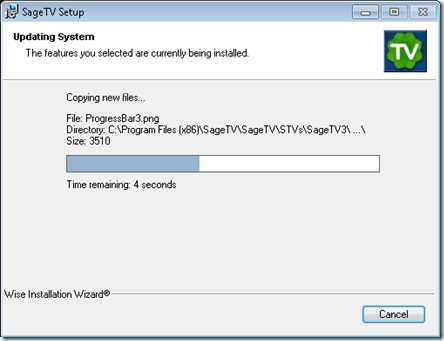 SageTV Setup
Updating System
The features you selected are currently being installed.
TV
Copying new files...
File: ProgressBar3.png
Directory: C:\Program Files (x86)\SageTV\SageTV\STVs\SageTV3\ ...\
Size: 3510
Time remaining: 4 seconds
Wise Installation Wizard®
Cancel